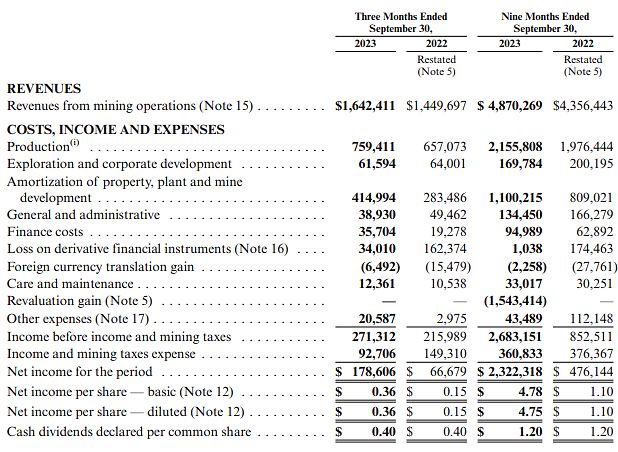 Three Months Ended Nine Months Ended
September 30, September 30,
2023 2022 2023 2022
Restated Restated
(Note 5) (Note 5)
REVENUES
Revenues from mining operations (Note 15) . . . . . . . . . $1,642,411 $1,449,697 $ 4,870,269 $4,356,443
COSTS, INCOME AND EXPENSES
Production(i) . . . . . . . . . . . . . . . . . . . . . . . . . . . . . . 759,411 657,073 2,155,808 1,976,444
Exploration and corporate development . . . . . . . . . . . 61,594 64,001 169,784 200,195
Amortization of property, plant and mine
development . . . . . . . . . . . . . . . . . . . . . . . . . . . . . 414,994 283,486 1,100,215 809,021
General and administrative . . . . . . . . . . . . . . . . . . . . 38,930 49,462 134,450 166,279
Finance costs . . . . . . . . . . . . . . . . . . . . . . . . . . . . . . 35,704 19,278 94,989 62,892
Loss on derivative financial instruments (Note 16) . . . . 34,010 162,374 1,038 174,463
Foreign currency translation gain . . . . . . . . . . . . . . . . (6,492) (15,479) (2,258) (27,761)
Care and maintenance . . . . . . . . . . . . . . . . . . . . . . . . 12,361 10,538 33,017 30,251
Revaluation gain (Note 5) . . . . . . . . . . . . . . . . . . . . . — — (1,543,414) —
Other expenses (Note 17) . . . . . . . . . . . . . . . . . . . . . . 20,587 2,975 43,489 112,148
Income before income and mining taxes . . . . . . . . . . . 271,312 215,989 2,683,151 852,511
Income and mining taxes expense . . . . . . . . . . . . . . . . 92,706 149,310 360,833 376,367
Net income for the period . . . . . . . . . . . . . . . . . . . . . $ 178,606 $ 66,679 $ 2,322,318 $ 476,144
Net income per share — basic (Note 12) . . . . . . . . . . . $ 0.36 $ 0.15 $ 4.78 $ 1.10
Net income per share — diluted (Note 12) . . . . . . . . . . $ 0.36 $ 0.15 $ 4.75 $ 1.10
Cash dividends declared per common share . . . . . . . . . $ 0.40 $ 0.40 $ 1.20 $ 1.20